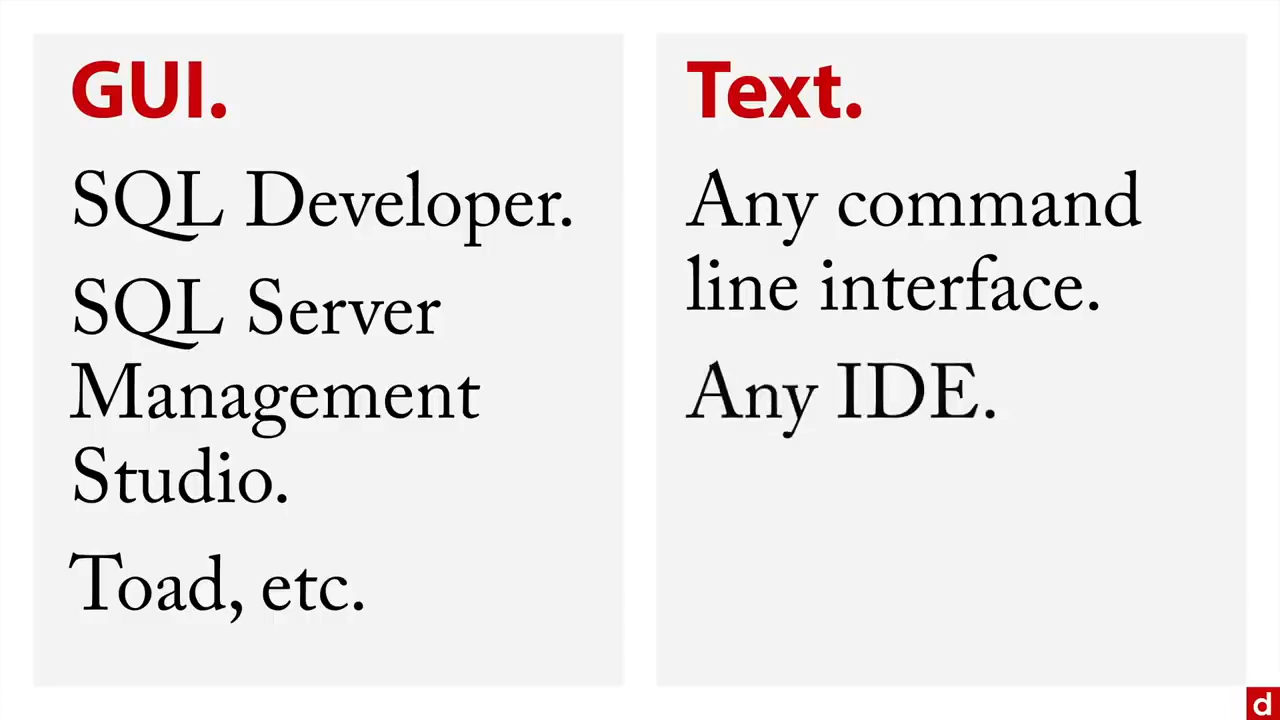 GUI.
SQL Developer.
SQL Server
Management
Studio.
Toad, etc.
Text.
Any command
line interface.
Any IDE.
d